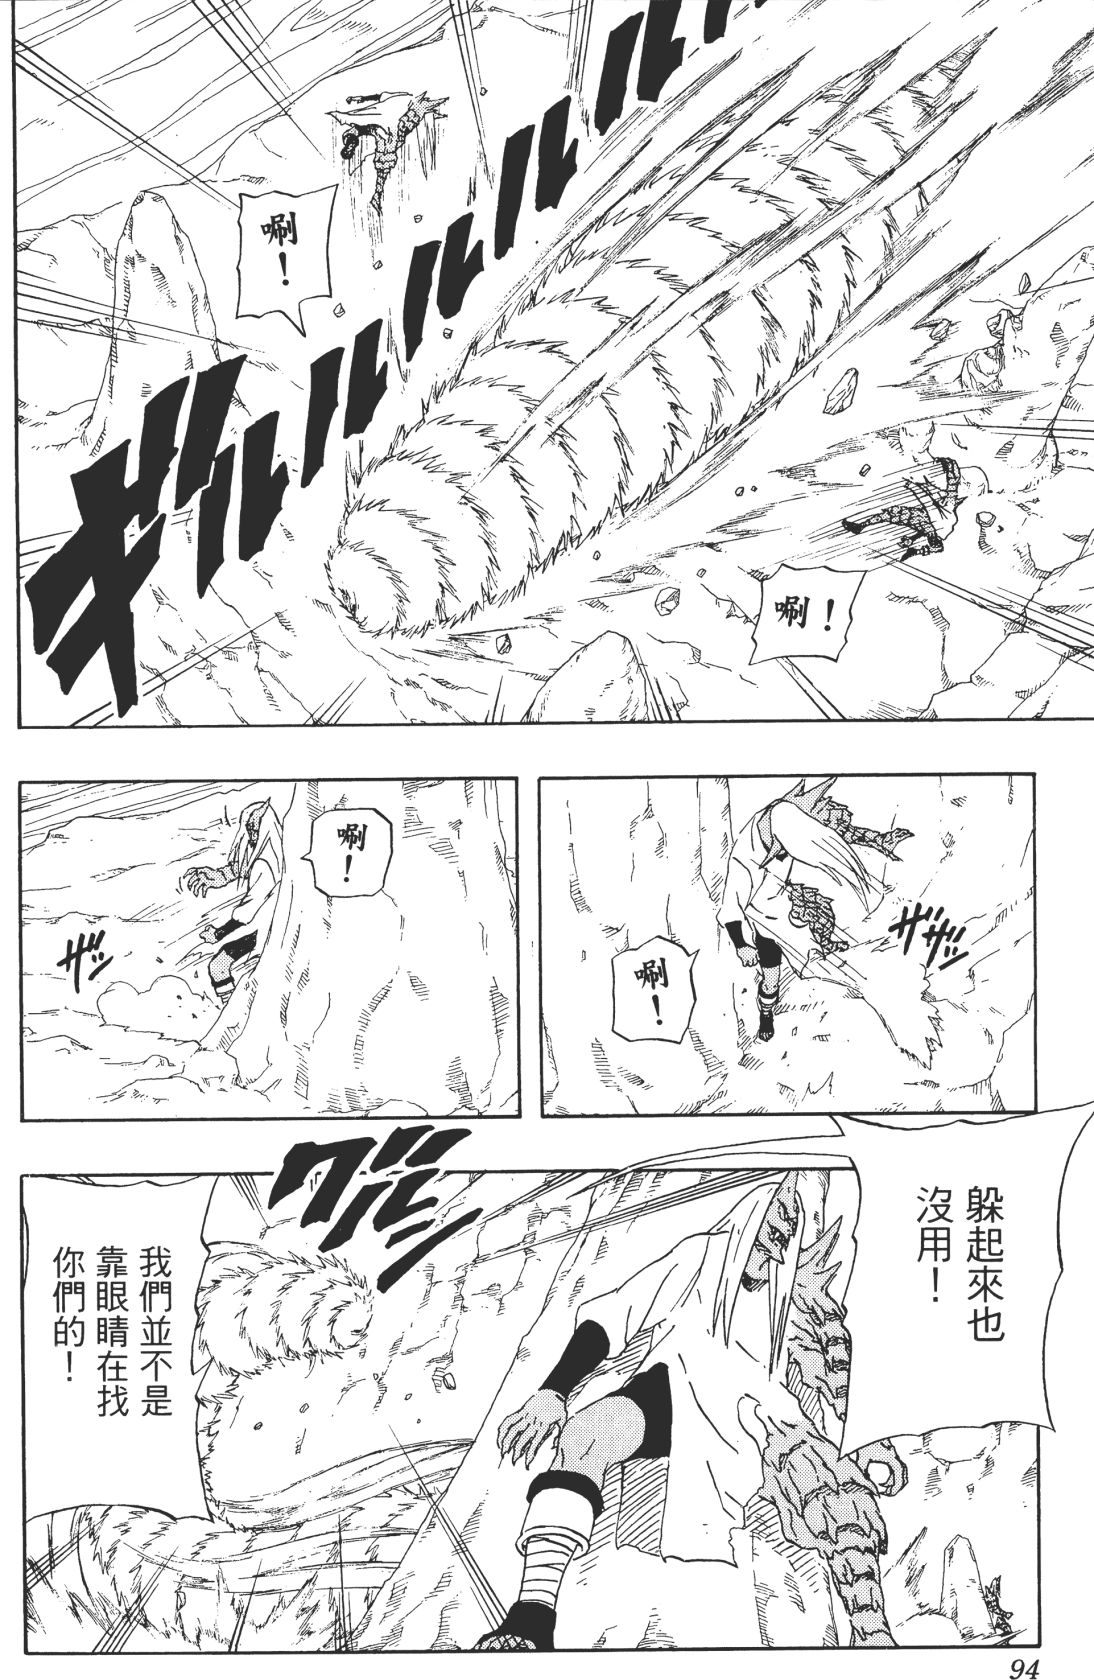 ギュルルルルルル
唰！
唰！
唰！
ザザッ
唰！
ザッ
躲起來也
沒用！
グバッ
我們並不是
靠眼睛在找
你們的！
94